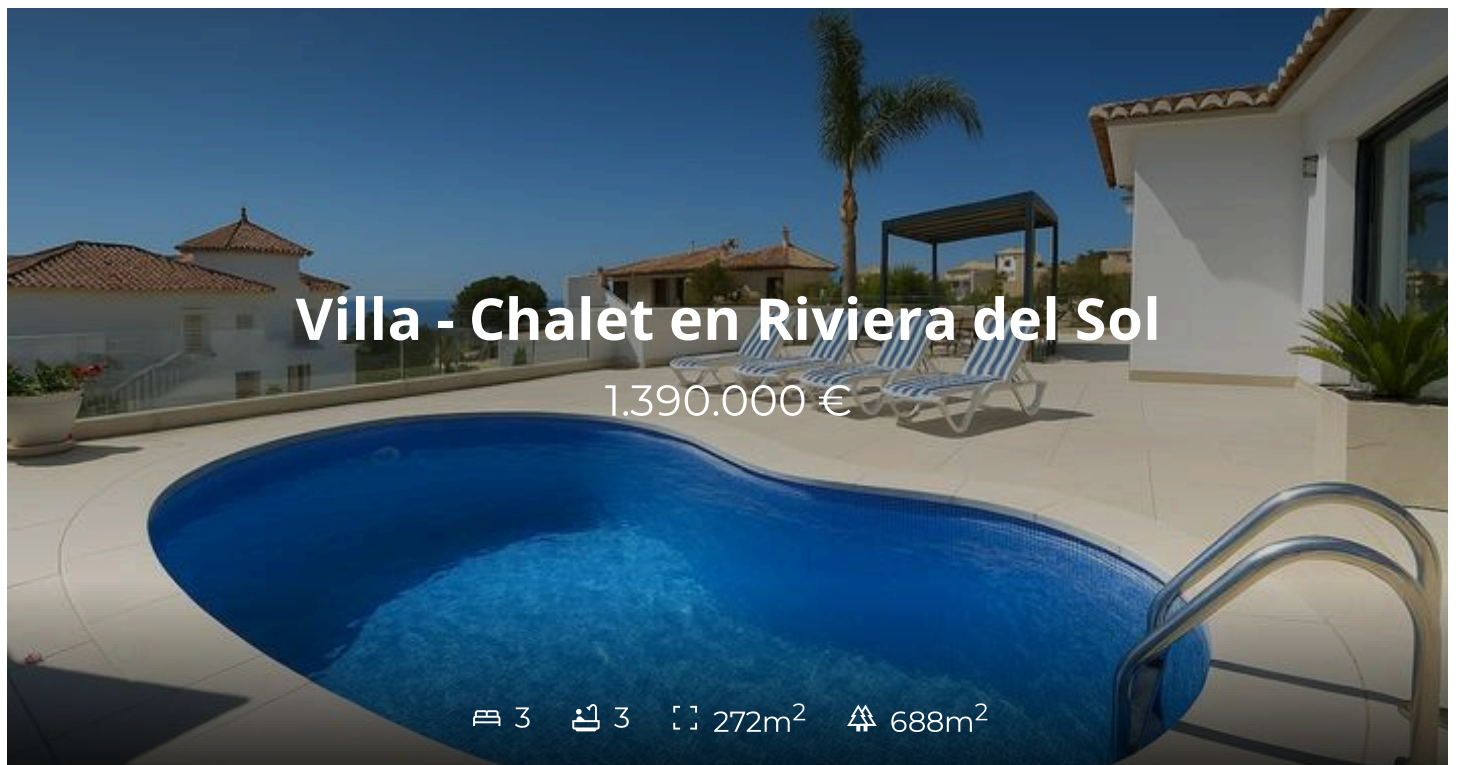 Villa - Chalet en Riviera del Sol
1.390.000 €
3 3 272m² 688m²